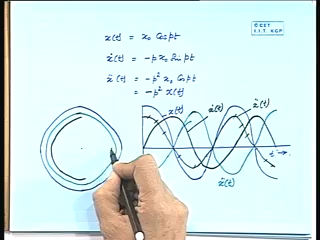 x(t) = x₀ Cos pt
©CET
I.I.T. KGP
ẋ(t) = -p x₀ Sin pt
ẍ(t) = -p² x₀ Cos pt
= -p² x(t)
x(t)
ẋ(t)
ẍ(t)
t →
ẍ(t)